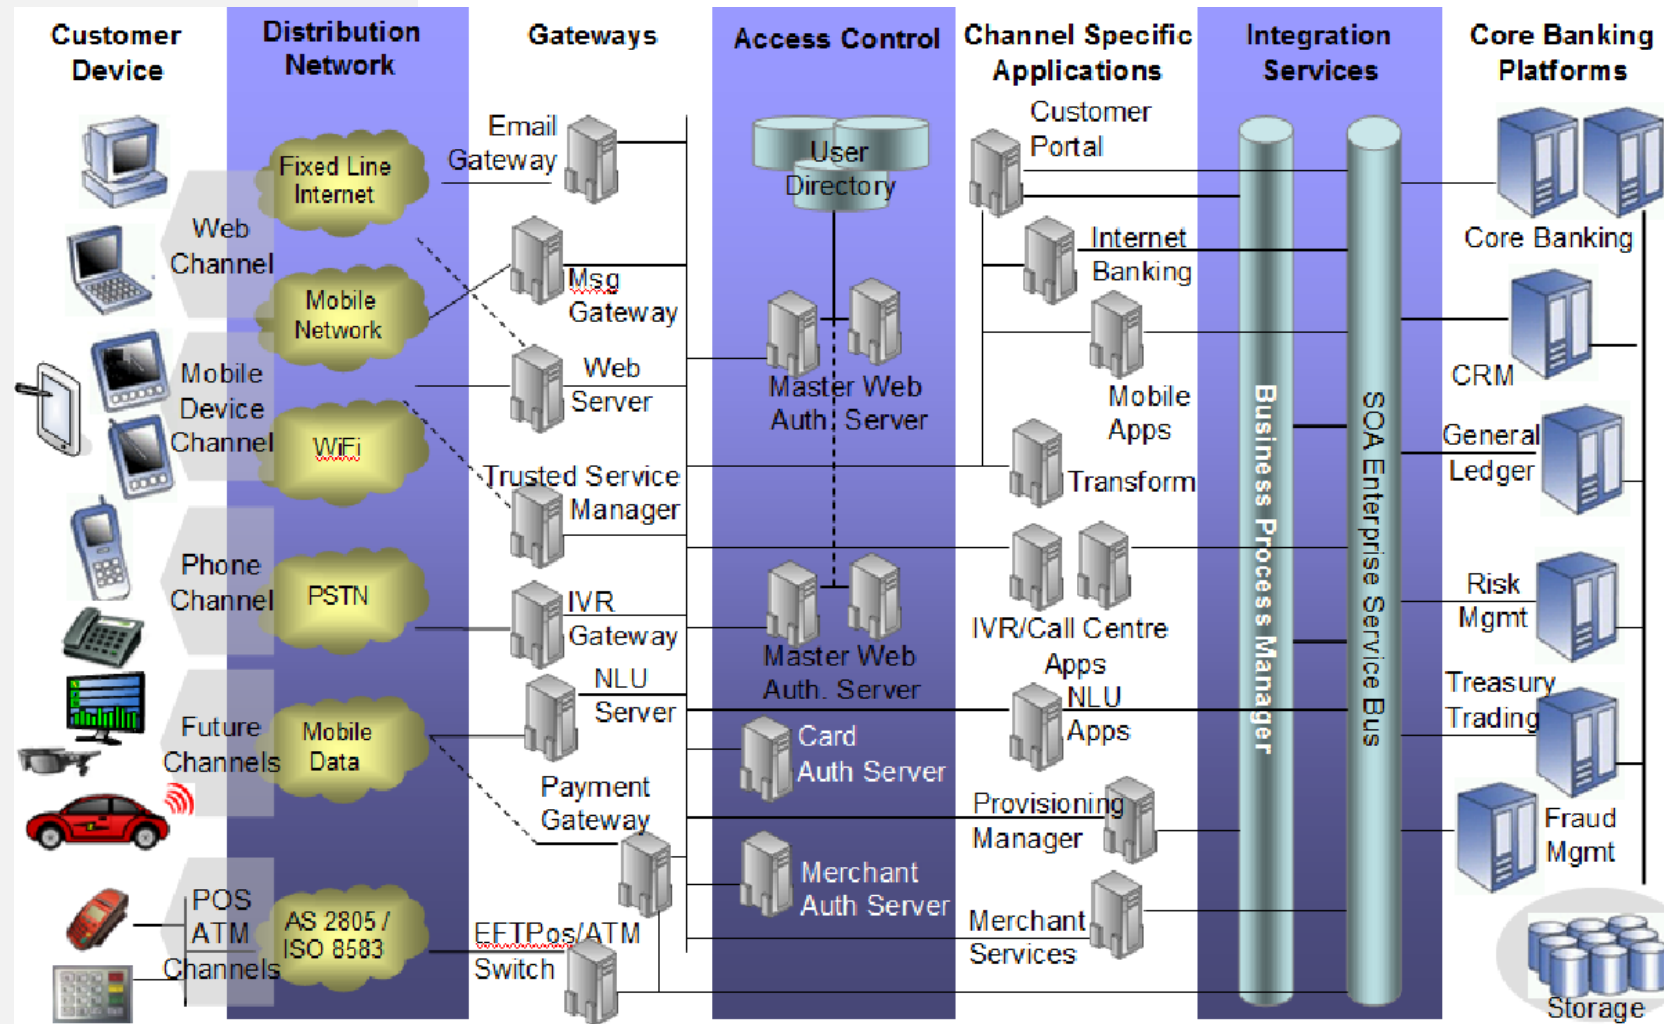 Customer
Device
Distribution
Network
Gateways
Access Control
Channel Specific
Applications
Integration
Services
Core Banking
Platforms
Web
Channel
Mobile
Device
Channel
Phone
Channel
Future
Channels
POS
ATM
Channels
Fixed Line
Internet
Mobile
Network
WiFi
PSTN
Mobile
Data
AS 2805 /
ISO 8583
Email
Gateway
Msg
Gateway
Web
Server
Trusted Service
Manager
IVR
Gateway
NLU
Server
Payment
Gateway
EFTPos/ATM
Switch
User
Directory
Master Web
Auth. Server
Master Web
Auth. Server
Card
Auth Server
Merchant
Auth Server
Customer
Portal
Internet
Banking
Mobile
Apps
Transform
IVR/Call Centre
Apps
NLU
Apps
Provisioning
Manager
Merchant
Services
Business Process Manager
SOA Enterprise Service Bus
Core Banking
CRM
General
Ledger
Risk
Mgmt
Treasury
Trading
Fraud
Mgmt
Storage